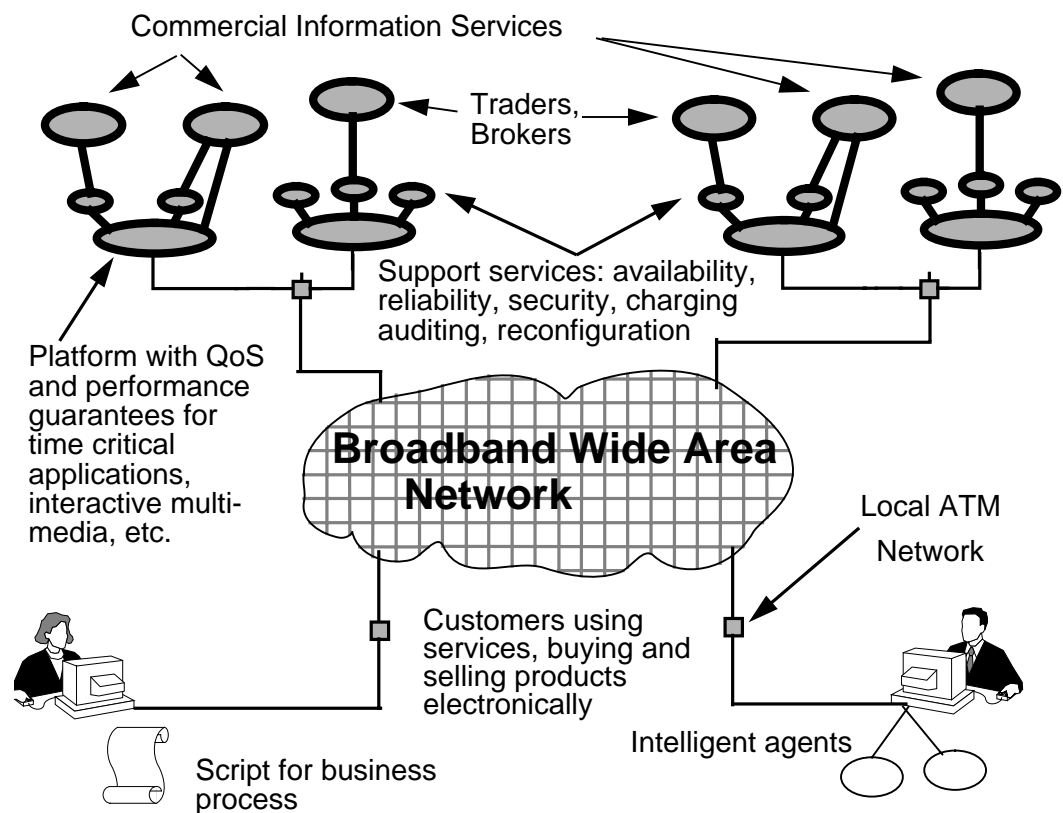 Commercial Information Services
Traders,
Brokers
Support services: availability,
reliability, security, charging
auditing, reconfiguration
Platform with QoS
and performance
guarantees for
time critical
applications,
interactive multi-
media, etc.
Broadband Wide Area
Network
Local ATM
Network
Customers using
services, buying and
selling products
electronically
Intelligent agents
Script for business
process